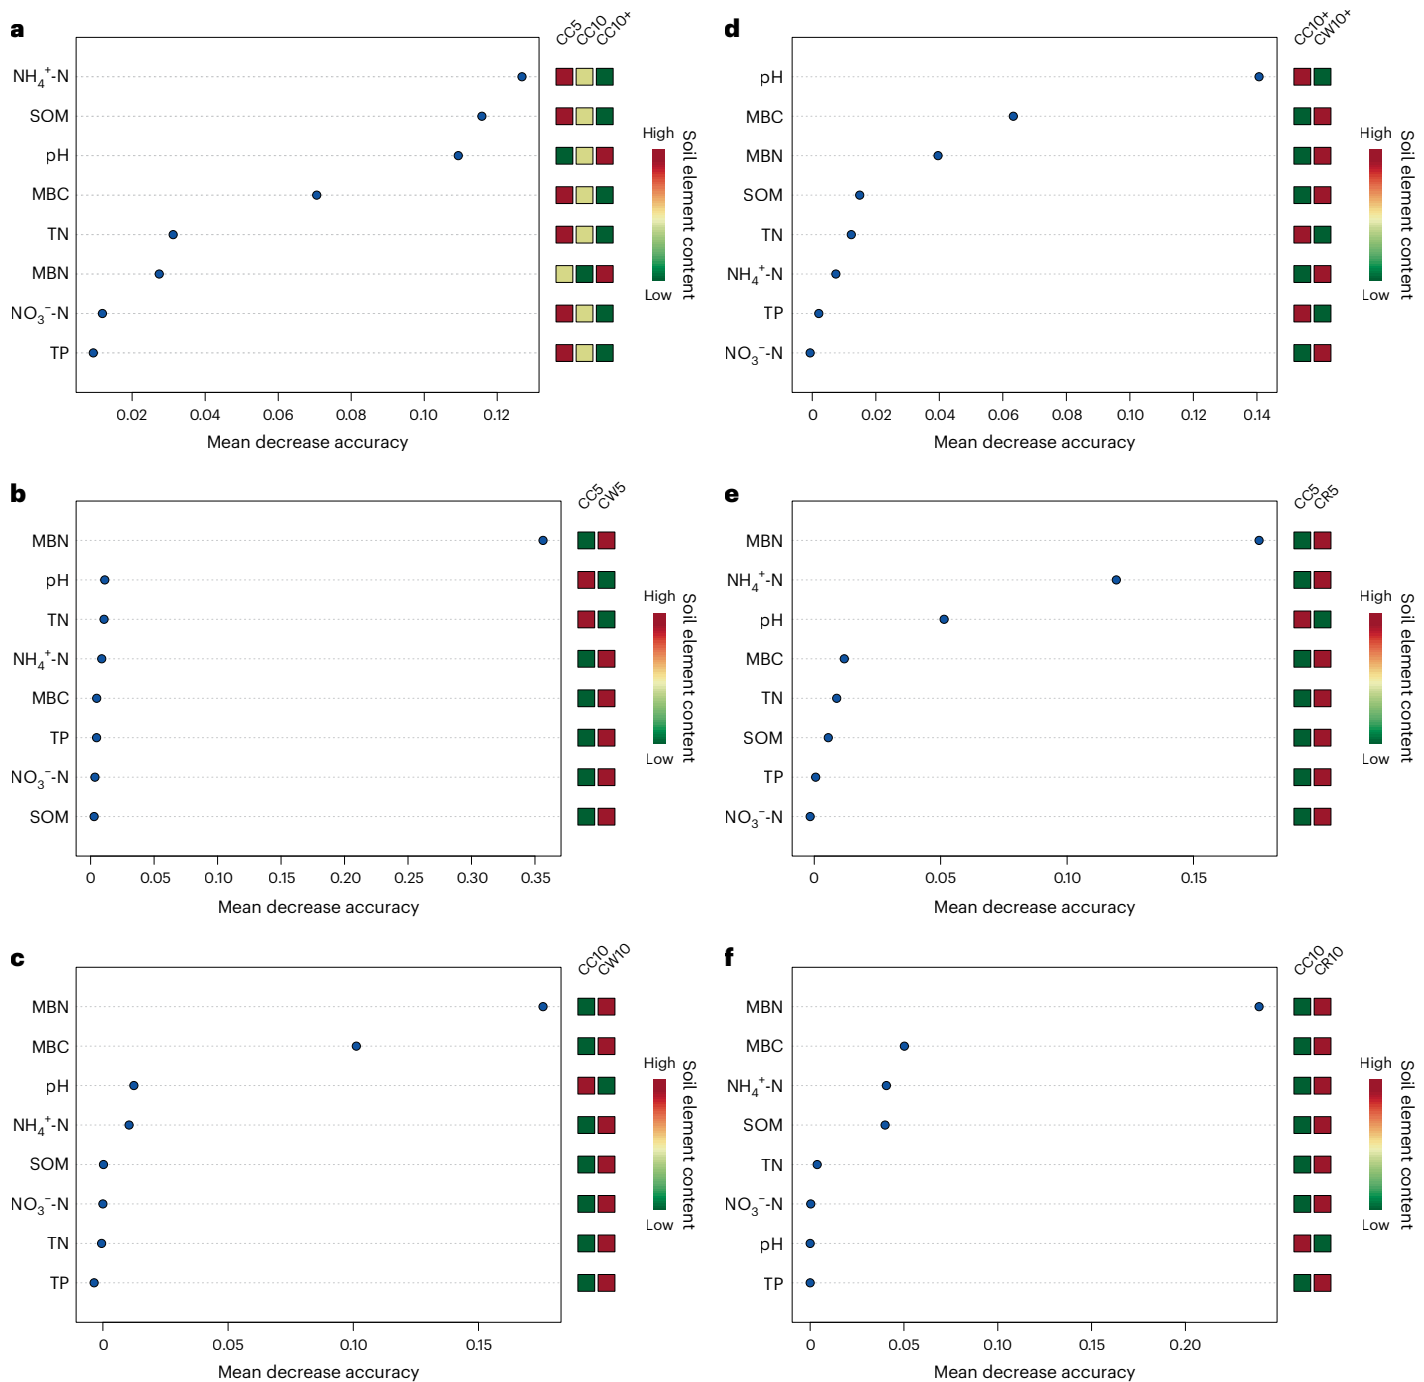 a
CC5 CC10 CC10+
NH₄⁺-N
SOM
pH
MBC
TN
MBN
NO₃⁻-N
TP
0.02 0.04 0.06 0.08 0.10 0.12
Mean decrease accuracy
High
Low
Soil element content
d
CC10+ CW10+
pH
MBC
MBN
SOM
TN
NH₄⁺-N
TP
NO₃⁻-N
0 0.02 0.04 0.06 0.08 0.10 0.12 0.14
Mean decrease accuracy
High
Low
Soil element content
b
CC5 CW5
MBN
pH
TN
NH₄⁺-N
MBC
TP
NO₃⁻-N
SOM
0 0.05 0.10 0.15 0.20 0.25 0.30 0.35
Mean decrease accuracy
High
Low
Soil element content
e
CC5 CR5
MBN
NH₄⁺-N
pH
MBC
TN
SOM
TP
NO₃⁻-N
0 0.05 0.10 0.15
Mean decrease accuracy
High
Low
Soil element content
c
CC10 CW10
MBN
MBC
pH
NH₄⁺-N
SOM
NO₃⁻-N
TN
TP
0 0.05 0.10 0.15
Mean decrease accuracy
High
Low
Soil element content
f
CC10 CR10
MBN
MBC
NH₄⁺-N
SOM
TN
NO₃⁻-N
pH
TP
0 0.05 0.10 0.15 0.20
Mean decrease accuracy
High
Low
Soil element content